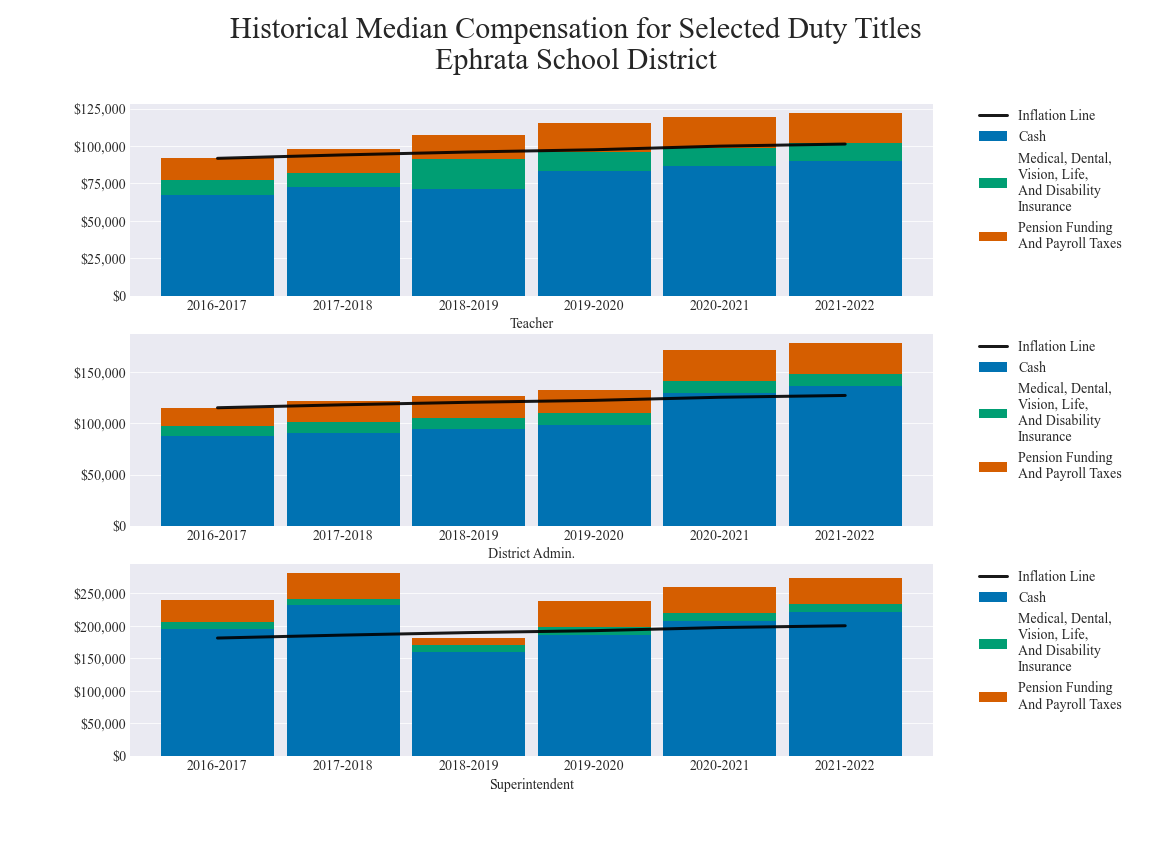 Historical Median Compensation for Selected Duty Titles
Ephrata School District
$125,000
$100,000
$75,000
$50,000
$25,000
$0
2016-2017 2017-2018 2018-2019 2019-2020 2020-2021 2021-2022
Teacher
Inflation Line
Cash
Medical, Dental,
Vision, Life,
And Disability
Insurance
Pension Funding
And Payroll Taxes
$150,000
$100,000
$50,000
$0
2016-2017 2017-2018 2018-2019 2019-2020 2020-2021 2021-2022
District Admin.
Inflation Line
Cash
Medical, Dental,
Vision, Life,
And Disability
Insurance
Pension Funding
And Payroll Taxes
$250,000
$200,000
$150,000
$100,000
$50,000
$0
2016-2017 2017-2018 2018-2019 2019-2020 2020-2021 2021-2022
Superintendent
Inflation Line
Cash
Medical, Dental,
Vision, Life,
And Disability
Insurance
Pension Funding
And Payroll Taxes